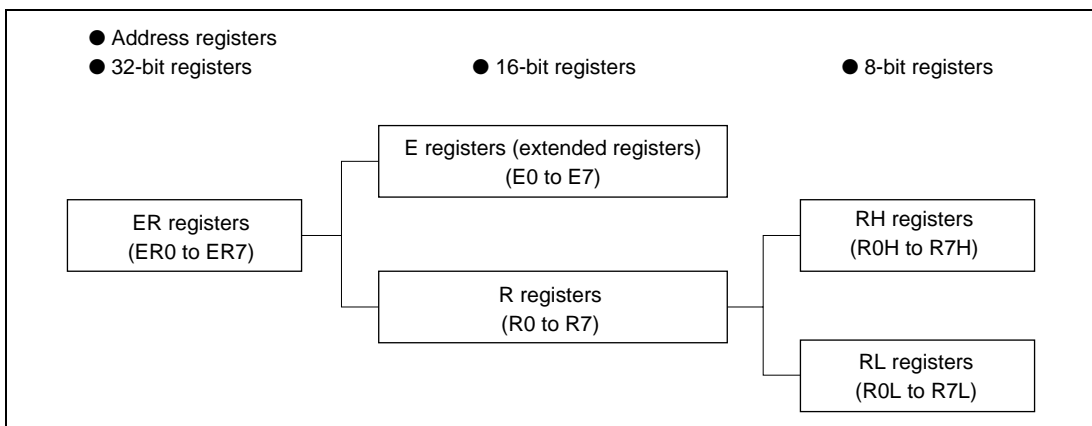 ● Address registers
● 32-bit registers
● 16-bit registers
● 8-bit registers
E registers (extended registers)
(E0 to E7)
ER registers
(ER0 to ER7)
RH registers
(R0H to R7H)
R registers
(R0 to R7)
RL registers
(R0L to R7L)